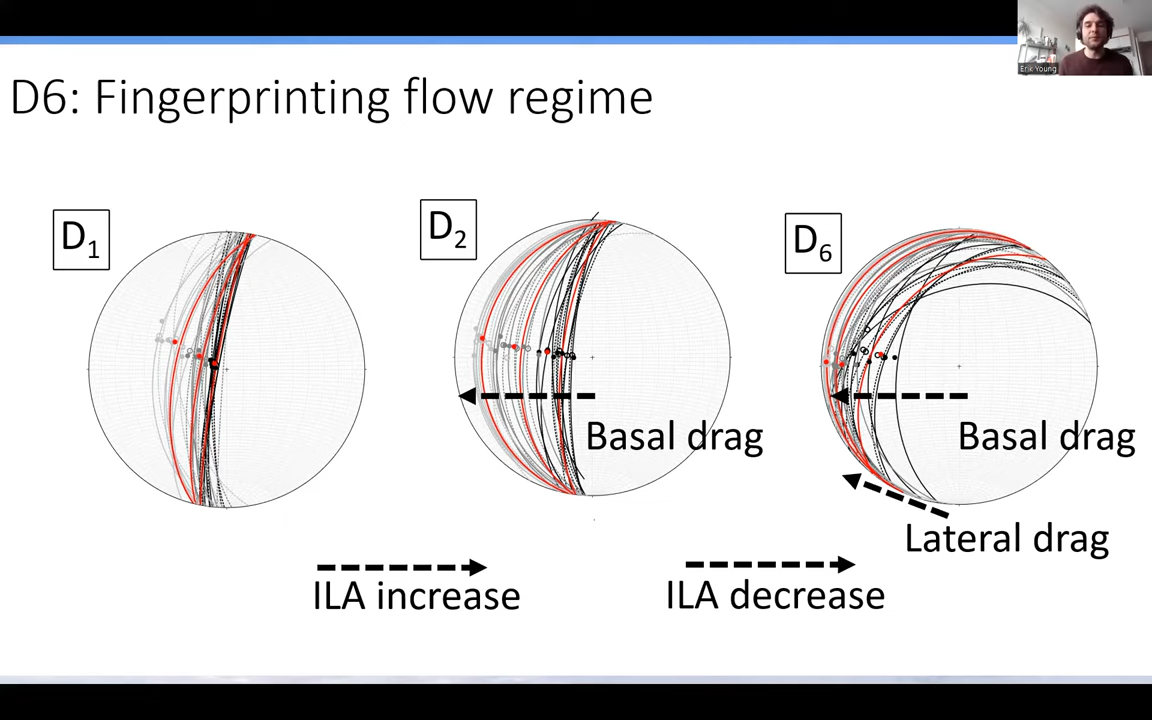 Erik Young
D6: Fingerprinting flow regime
D1
D2
D6
Basal drag
Basal drag
Lateral drag
ILA increase
ILA decrease